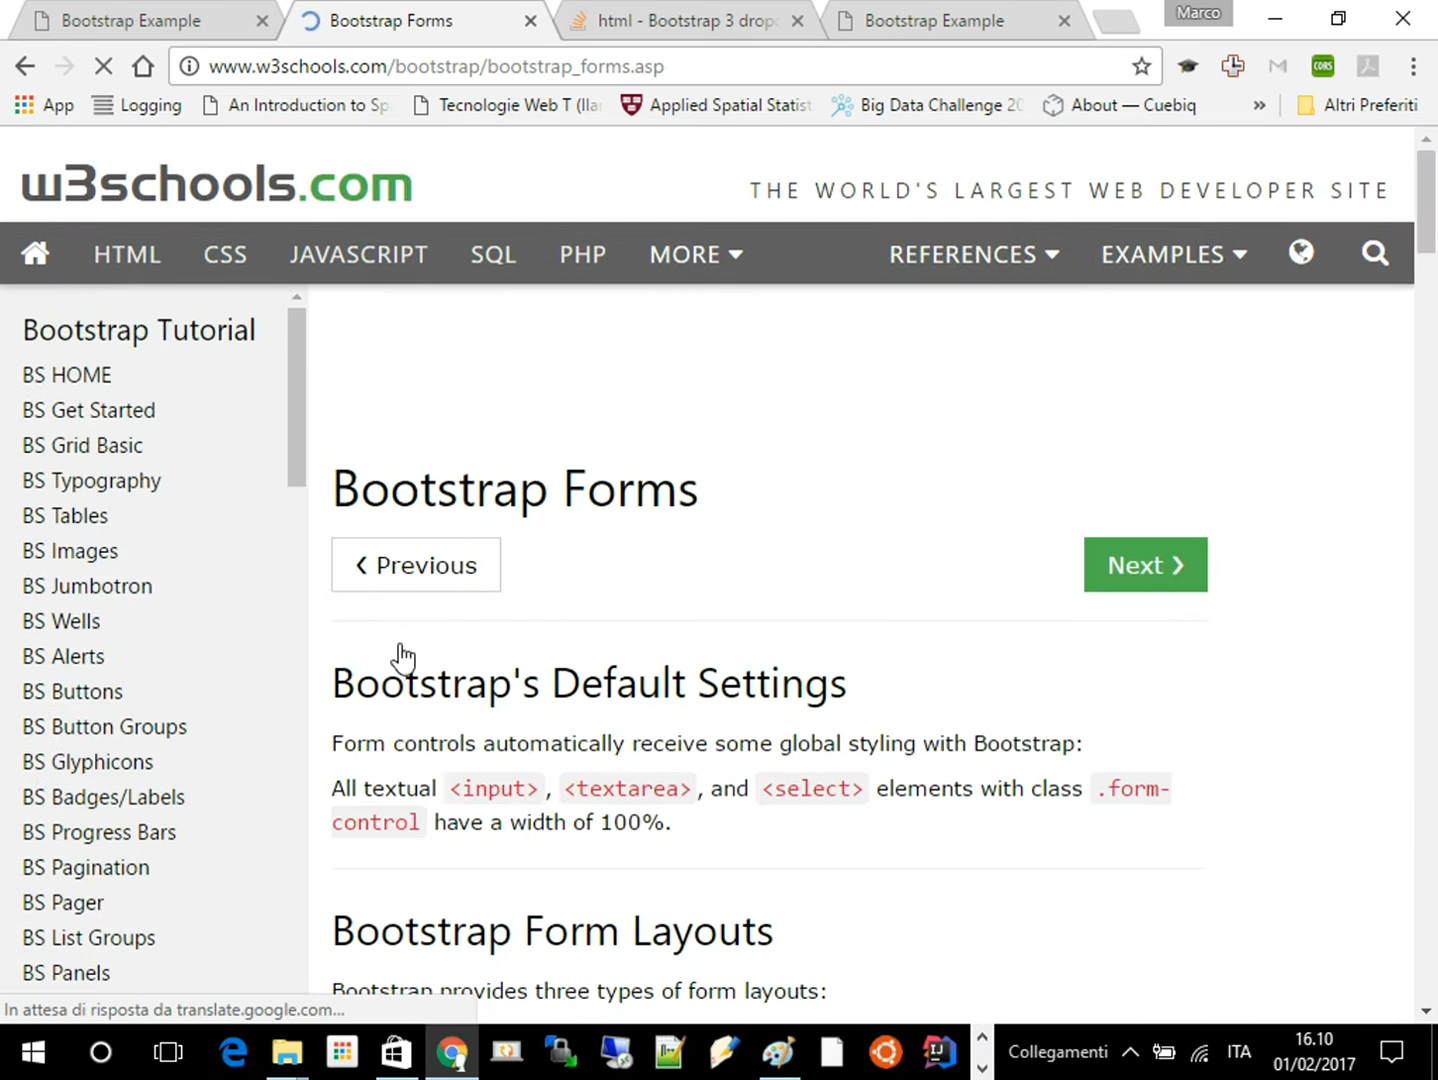 Bootstrap Example
Bootstrap Forms
html - Bootstrap 3 drop
Bootstrap Example
Marco
www.w3schools.com/bootstrap/bootstrap_forms.asp
CORS
App
Logging
An Introduction to Sp
Tecnologie Web T (Ila
Applied Spatial Statist
Big Data Challenge 20
About — Cuebiq
»
Altri Preferiti
w3schools.com
THE WORLD'S LARGEST WEB DEVELOPER SITE
HTML
CSS
JAVASCRIPT
SQL
PHP
MORE
REFERENCES
EXAMPLES
Bootstrap Tutorial
BS HOME
BS Get Started
BS Grid Basic
BS Typography
BS Tables
BS Images
BS Jumbotron
BS Wells
BS Alerts
BS Buttons
BS Button Groups
BS Glyphicons
BS Badges/Labels
BS Progress Bars
BS Pagination
BS Pager
BS List Groups
BS Panels
Bootstrap Forms
❮ Previous
Next ❯
Bootstrap's Default Settings
Form controls automatically receive some global styling with Bootstrap:
All textual <input>, <textarea>, and <select> elements with class .form-
control have a width of 100%.
Bootstrap Form Layouts
Bootstrap provides three types of form layouts:
In attesa di risposta da translate.google.com...
Collegamenti
ITA
16.10
01/02/2017